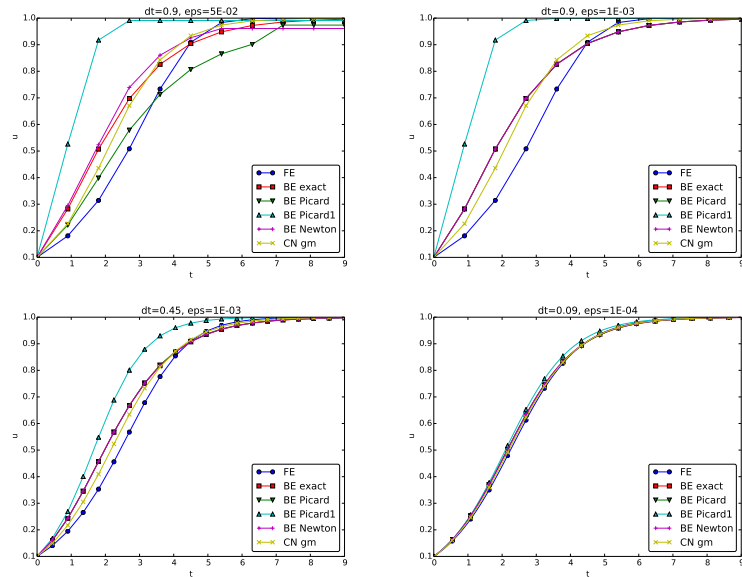 dt=0.9, eps=5E-02
1.0
0.9
0.8
0.7
0.6
0.5
0.4
0.3
0.2
0.1
u
0 1 2 3 4 5 6 7 8 9
t
FE
BE exact
BE Picard
BE Picard1
BE Newton
CN gm
dt=0.9, eps=1E-03
1.0
0.9
0.8
0.7
0.6
0.5
0.4
0.3
0.2
0.1
u
0 1 2 3 4 5 6 7 8 9
t
FE
BE exact
BE Picard
BE Picard1
BE Newton
CN gm
dt=0.45, eps=1E-03
1.0
0.9
0.8
0.7
0.6
0.5
0.4
0.3
0.2
0.1
u
0 1 2 3 4 5 6 7 8 9
t
FE
BE exact
BE Picard
BE Picard1
BE Newton
CN gm
dt=0.09, eps=1E-04
1.0
0.9
0.8
0.7
0.6
0.5
0.4
0.3
0.2
0.1
u
0 1 2 3 4 5 6 7 8 9
t
FE
BE exact
BE Picard
BE Picard1
BE Newton
CN gm